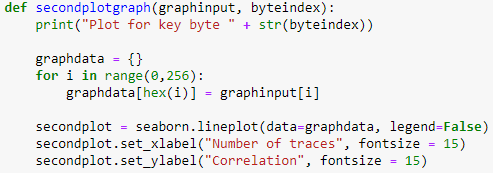 def secondplotgraph(graphinput, byteindex):
    print("Plot for key byte " + str(byteindex))
    graphdata = {}
    for i in range(0,256):
        graphdata[hex(i)] = graphinput[i]
    secondplot = seaborn.lineplot(data=graphdata, legend=False)
    secondplot.set_xlabel("Number of traces", fontsize = 15)
    secondplot.set_ylabel("Correlation", fontsize = 15)